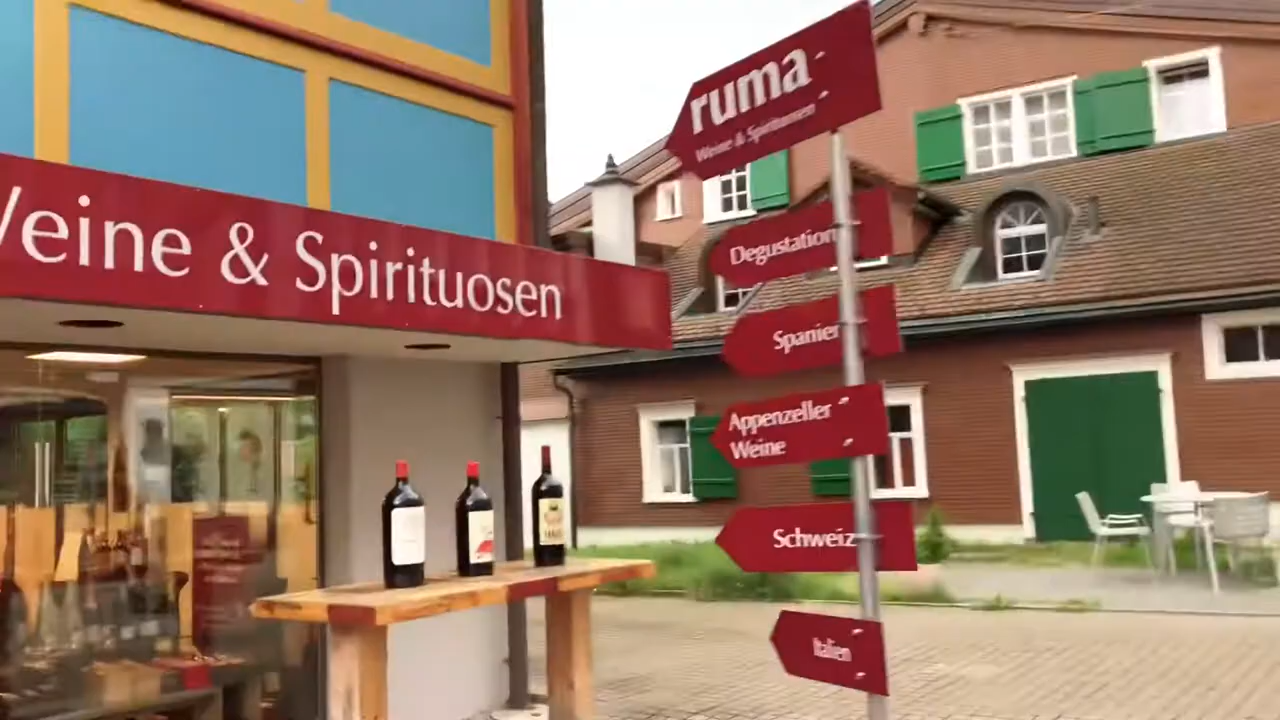 Weine & Spirituosen
ruma
Weine & Spirituosen
Degustation
Spanien
Appenzeller
Weine
Schweiz
Italien